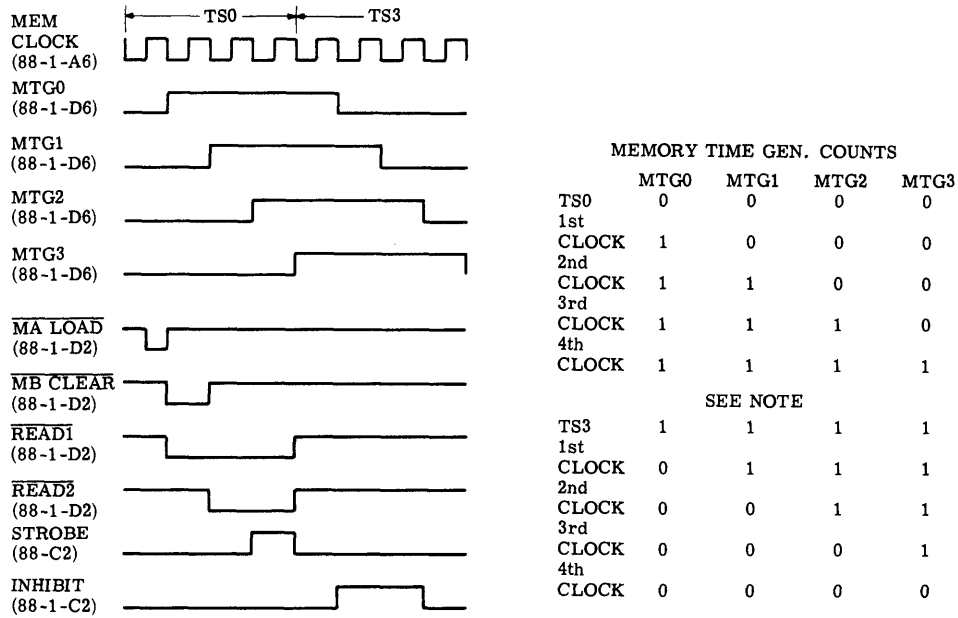 TS0 TS3
MEM
CLOCK
(88-1-A6)
MTG0
(88-1-D6)
MTG1
(88-1-D6)
MTG2
(88-1-D6)
MTG3
(88-1-D6)
MA LOAD
(88-1-D2)
MB CLEAR
(88-1-D2)
READ1
(88-1-D2)
READ2
(88-1-D2)
STROBE
(88-C2)
INHIBIT
(88-1-C2)
MEMORY TIME GEN. COUNTS
MTG0 MTG1 MTG2 MTG3
TS0 0 0 0 0
1st
CLOCK 1 0 0 0
2nd
CLOCK 1 1 0 0
3rd
CLOCK 1 1 1 0
4th
CLOCK 1 1 1 1
SEE NOTE
TS3 1 1 1 1
1st
CLOCK 0 1 1 1
2nd
CLOCK 0 0 1 1
3rd
CLOCK 0 0 0 1
4th
CLOCK 0 0 0 0